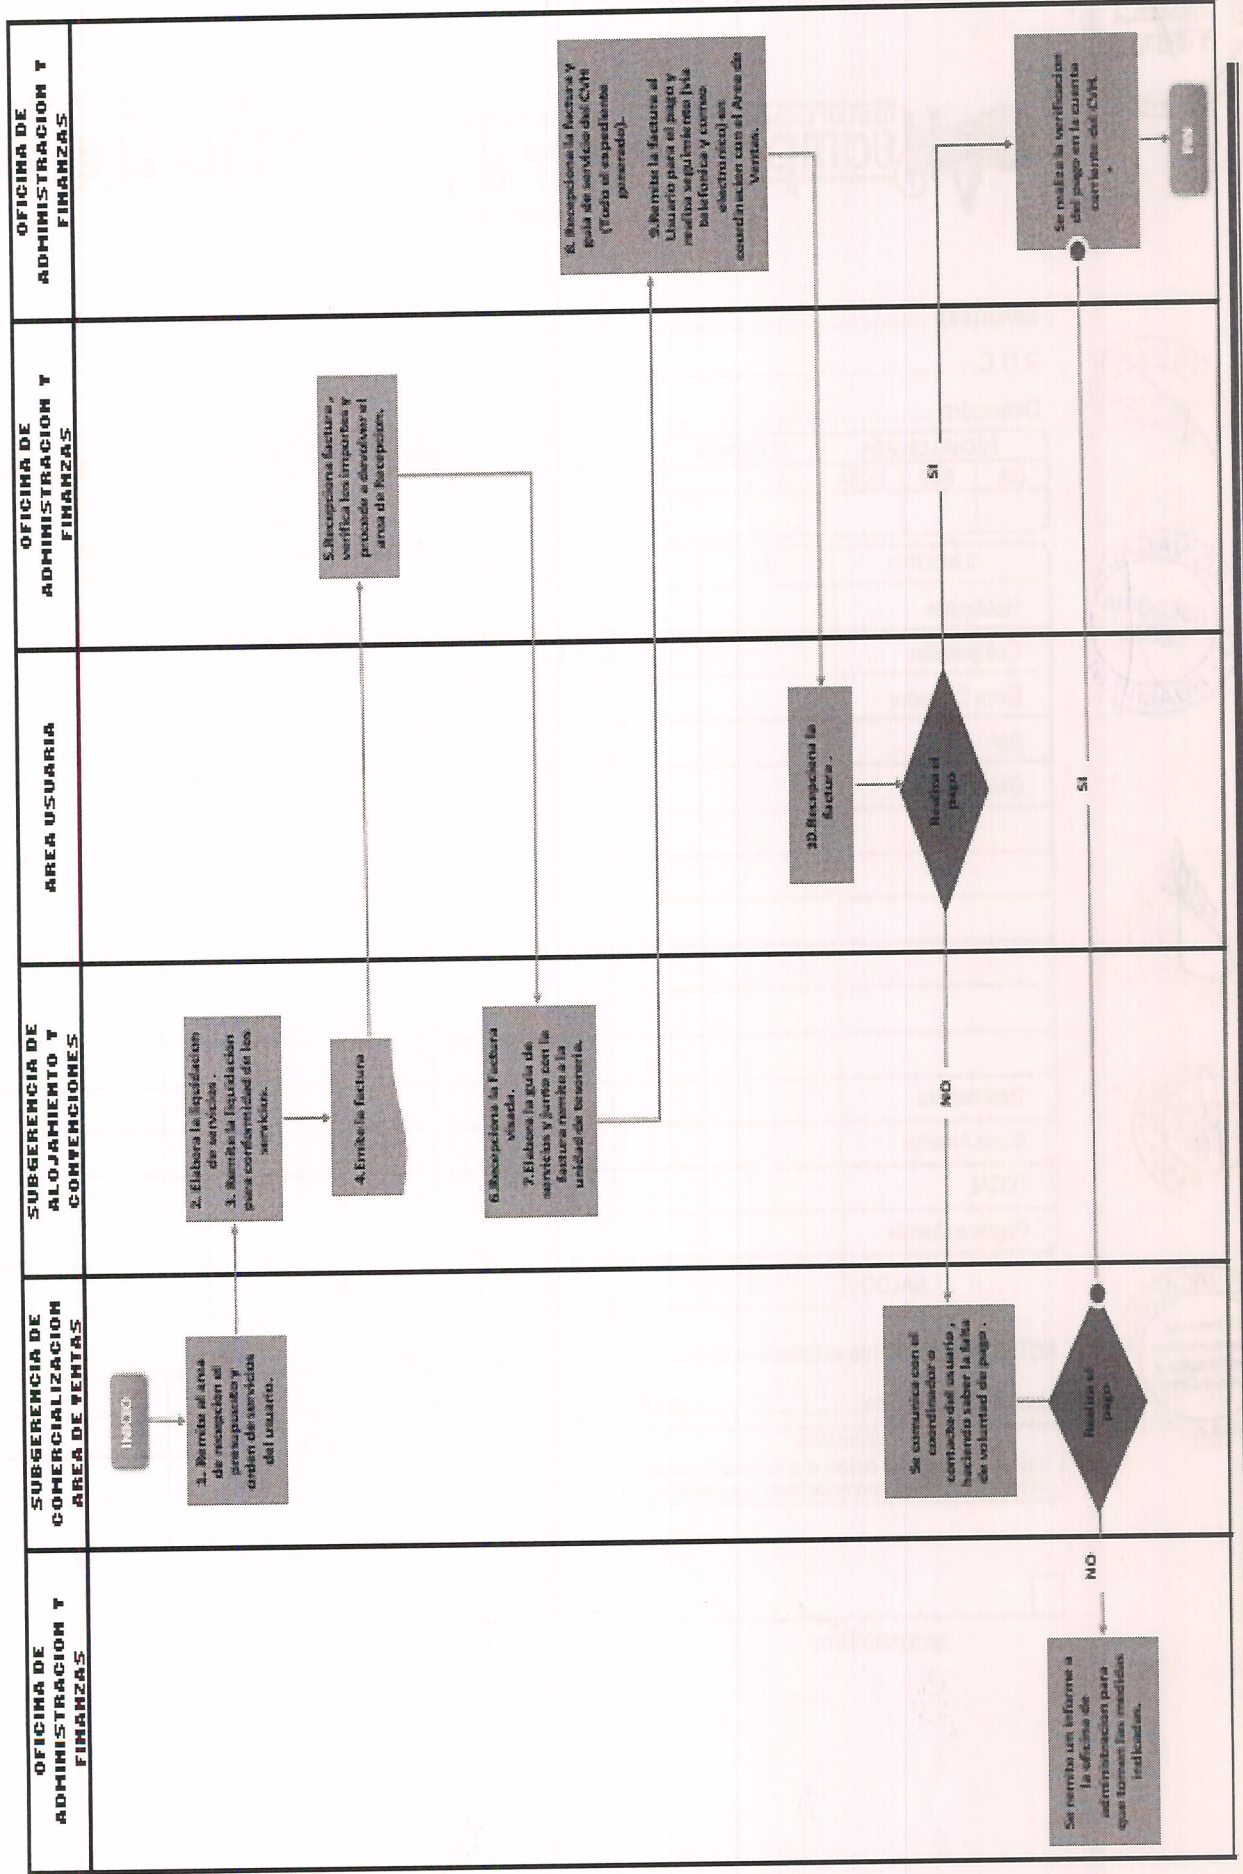 OFICINA DE
ADMINISTRACION Y
FINANZAS
SUBGERENCIA DE
COMERCIALIZACION
AREA DE VENTAS
SUBGERENCIA DE
ALOJAMIENTO Y
CONVENCIONES
AREA USUARIA
OFICINA DE
ADMINISTRACION Y
FINANZAS
OFICINA DE
ADMINISTRACION Y
FINANZAS
INICIO
1. Remite al area
de recepción el
presupuesto y
orden de servicios
del usuario.
2. Elabora la liquidacion
de servicios .
3. Remite la liquidacion
para conformidad de los
servicios.
4.Emite la factura
5.Recepciona factura,
verifica los importes y
procede a devolver al
area de Recepcion.
6.Recepciona la Factura
visada.
7.Elabora la guia de
servicios y junto con la
factura remite a la
unidad de tesoreria.
8. Recepciona la factura y
guia de servicio del CVH
(Todo el expediente
generado).
9.Remite la factura al
Usuario para el pago y
realiza seguimiento (via
telefonica y correo
electronico) en
coordinacion con el Area de
Ventas.
10.Recepciona la
factura .
Realiza el
pago
SI
NO
Se comunica con el
coordinador o
contacto del usuario ,
haciendo saber la falta
de voluntad de pago .
Realiza el
pago
SI
NO
Se remite un informe a
la oficina de
administracion para
que tomen las medidas
indicadas.
Se realiza la verificacion
del pago en la cuenta
corriente del CVH.
FIN